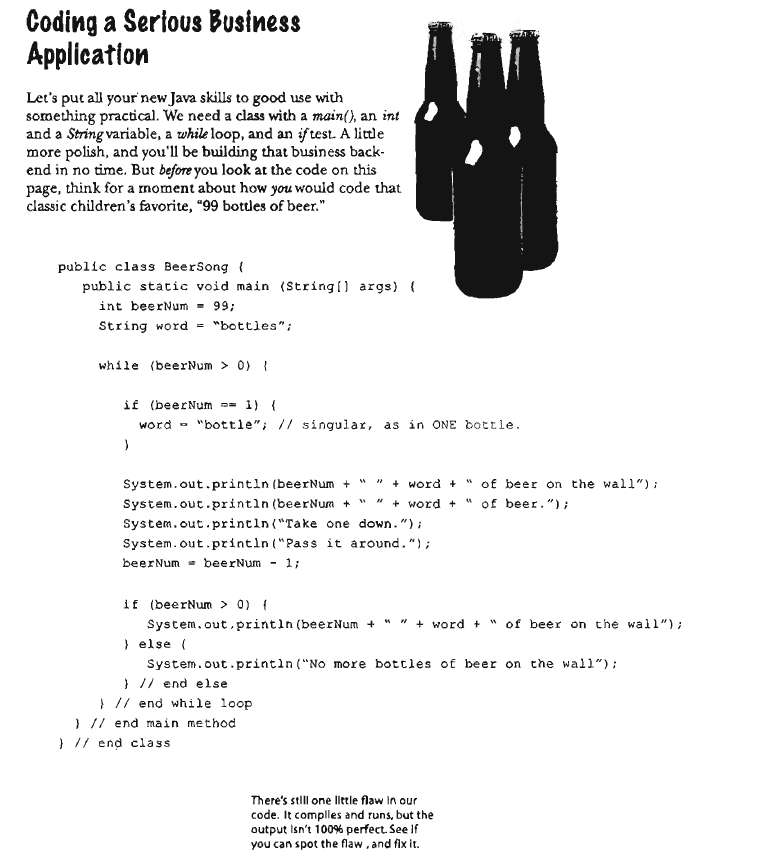 Coding a Serious Business
Application
Let's put all your new Java skills to good use with
something practical. We need a class with a main(), an int
and a String variable, a while loop, and an if test. A little
more polish, and you'll be building that business back-
end in no time. But before you look at the code on this
page, think for a moment about how you would code that
classic children's favorite, "99 bottles of beer."
public class BeerSong {
public static void main (String[] args) {
int beerNum = 99;
String word = "bottles";
while (beerNum > 0) {
if (beerNum == 1) {
word = "bottle"; // singular, as in ONE bottle.
}
System.out.println(beerNum + " " + word + " of beer on the wall");
System.out.println(beerNum + " " + word + " of beer.");
System.out.println("Take one down.");
System.out.println("Pass it around.");
beerNum = beerNum - 1;
if (beerNum > 0) {
System.out.println(beerNum + " " + word + " of beer on the wall");
} else {
System.out.println("No more bottles of beer on the wall");
} // end else
} // end while loop
} // end main method
} // end class
There's still one little flaw in our
code. It compiles and runs, but the
output isn't 100% perfect. See if
you can spot the flaw, and fix it.